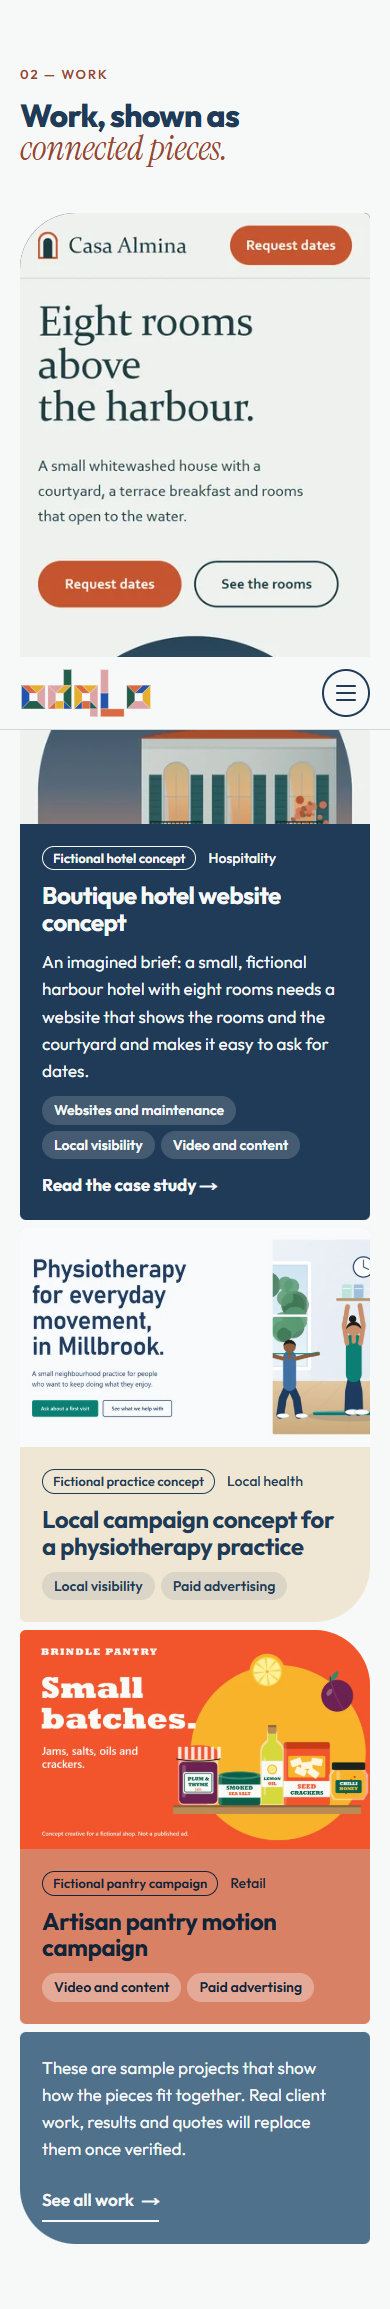 02 — WORK
Work, shown as
connected pieces.
Casa Almina
Request dates
Eight rooms
above
the harbour.
A small whitewashed house with a
courtyard, a terrace breakfast and rooms
that open to the water.
Request dates
See the rooms
Fictional hotel concept
Hospitality
Boutique hotel website
concept
An imagined brief: a small, fictional
harbour hotel with eight rooms needs a
website that shows the rooms and the
courtyard and makes it easy to ask for
dates.
Websites and maintenance
Local visibility
Video and content
Read the case study →
Physiotherapy
for everyday
movement,
in Millbrook.
A small neighbourhood practice for people
who want to keep doing what they enjoy.
Ask about a first visit
See what we help with
Fictional practice concept
Local health
Local campaign concept for
a physiotherapy practice
Local visibility
Paid advertising
BRINDLE PANTRY
Small
batches.
Jams, salts, oils and
crackers.
PLUM &
THYME
SMOKED
SEA SALT
LEMON
OIL
SEED
CRACKERS
CHILLI
HONEY
Concept creative for a fictional shop. Not a published ad.
Fictional pantry campaign
Retail
Artisan pantry motion
campaign
Video and content
Paid advertising
These are sample projects that show
how the pieces fit together. Real client
work, results and quotes will replace
them once verified.
See all work →